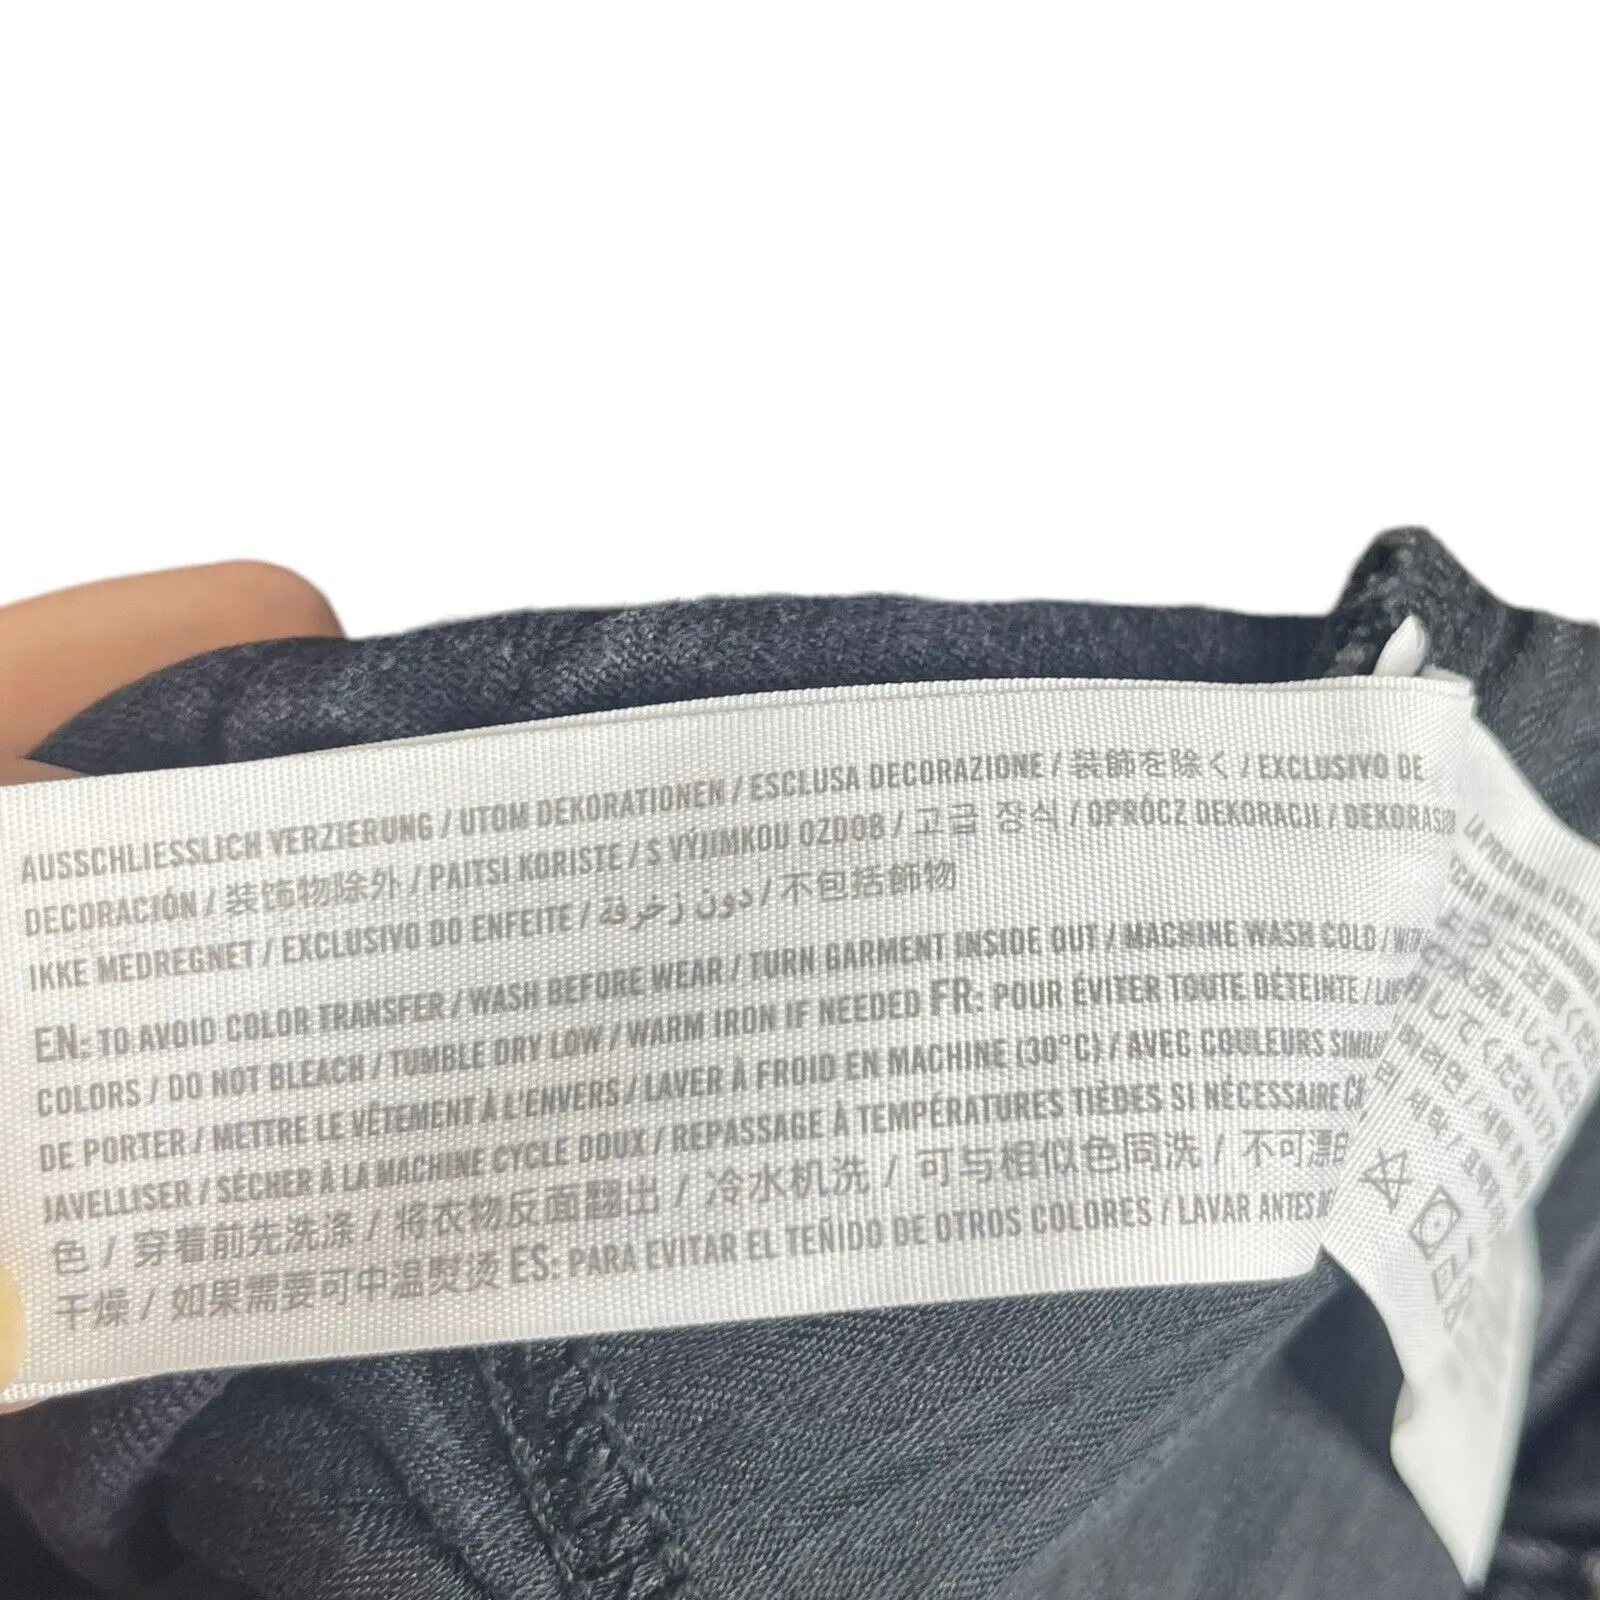 AUSSCHLIESSLICH VERZIERUNG / UTOM DEKORATIONEN / ESCLUSA DECORAZIONE / 装飾を除く / EXCLUSIVO DE
DECORACIÓN / 装饰物除外 / PAITSI KORISTE / S VÝJIMKOU OZDOB / 고급 장식 / OPRÓCZ DEKORACJI / DEKORASJON
IKKE MEDREGNET / EXCLUSIVO DO ENFEITE / دون زخرفة / 不包括飾物
EN: TO AVOID COLOR TRANSFER / WASH BEFORE WEAR / TURN GARMENT INSIDE OUT / MACHINE WASH COLD /
COLORS / DO NOT BLEACH / TUMBLE DRY LOW / WARM IRON IF NEEDED FR: POUR ÉVITER TOUTE DÉTEINTE /
DE PORTER / METTRE LE VÊTEMENT À L'ENVERS / LAVER À FROID EN MACHINE (30°C) / AVEC COULEURS
JAVELLISER / SÉCHER À LA MACHINE CYCLE DOUX / REPASSAGE À TEMPÉRATURES TIÈDES SI NÉCESSAIRE
色 / 穿着前先洗涤 / 将衣物反面翻出 / 冷水机洗 / 可与相似色同洗 / 不可漂白
干燥 / 如果需要可中温熨烫 ES: PARA EVITAR EL TEÑIDO DE OTROS COLORES / LAVAR ANTES
LA PRENDA DEL